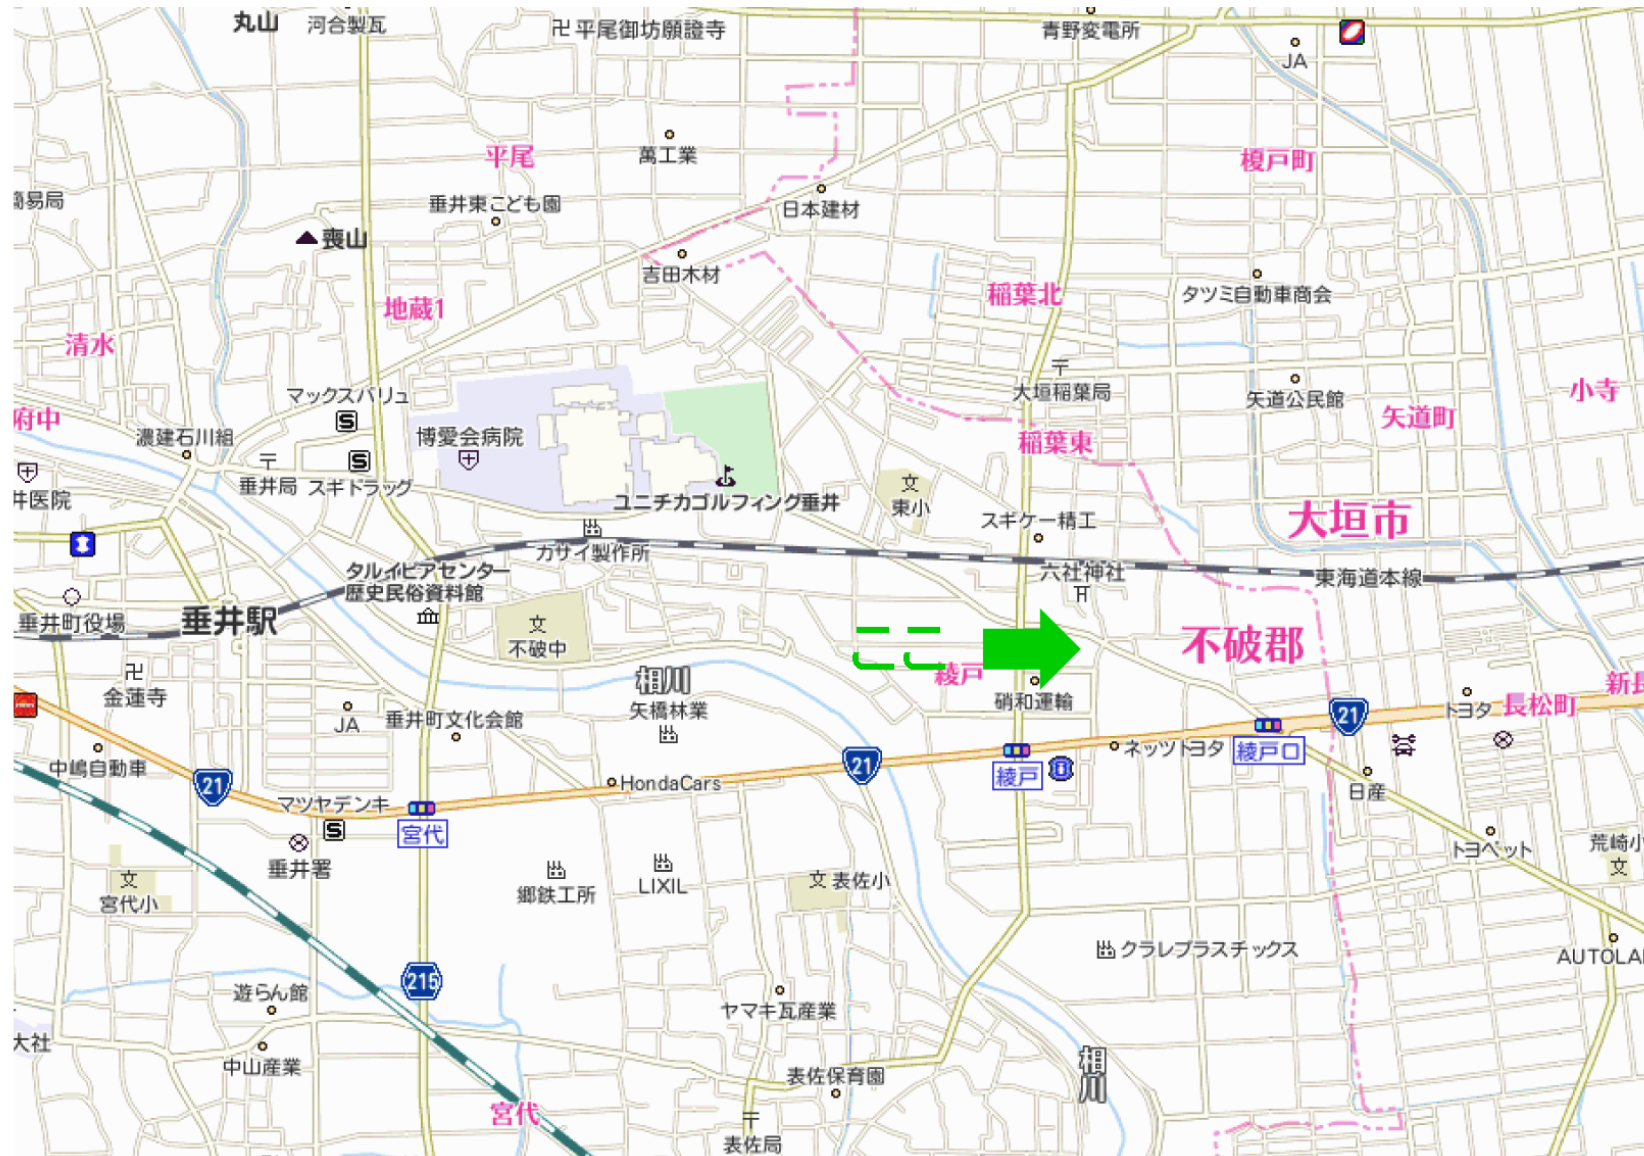 丸山
河合製瓦
卍平尾御坊願證寺
青野変電所
JA
平尾
萬工業
榎戸町
簡易局
垂井東こども園
日本建材
喪山
吉田木材
地蔵1
稲葉北
タツミ自動車商会
清水
マックスバリュ
S
大垣稲葉局
矢道公民館
小寺
府中
濃建石川組
博愛会病院
稲葉東
矢道町
井医院
垂井局
S
スギドラッグ
ユニチカゴルフィング垂井
文
東小
スギケー精工
大垣市
カサイ製作所
タルイピアセンター
歴史民俗資料館
六社神社
東海道本線
垂井町役場
垂井駅
文
不破中
不破郡
卍
金蓮寺
相川
綾戸
硝和運輸
新長
JA
垂井町文化会館
矢橋林業
21
トヨタ
長松町
中嶋自動車
21
HondaCars
21
綾戸
ネッツトヨタ
綾戸口
日産
マツヤデンキ
S
宮代
垂井署
郷鉄工所
LIXIL
文表佐小
トヨペット
荒崎小
文
文
宮代小
クラレプラスチックス
AUTOLA
215
遊らん館
ヤマキ瓦産業
大社
中山産業
表佐保育園
相川
宮代
表佐局